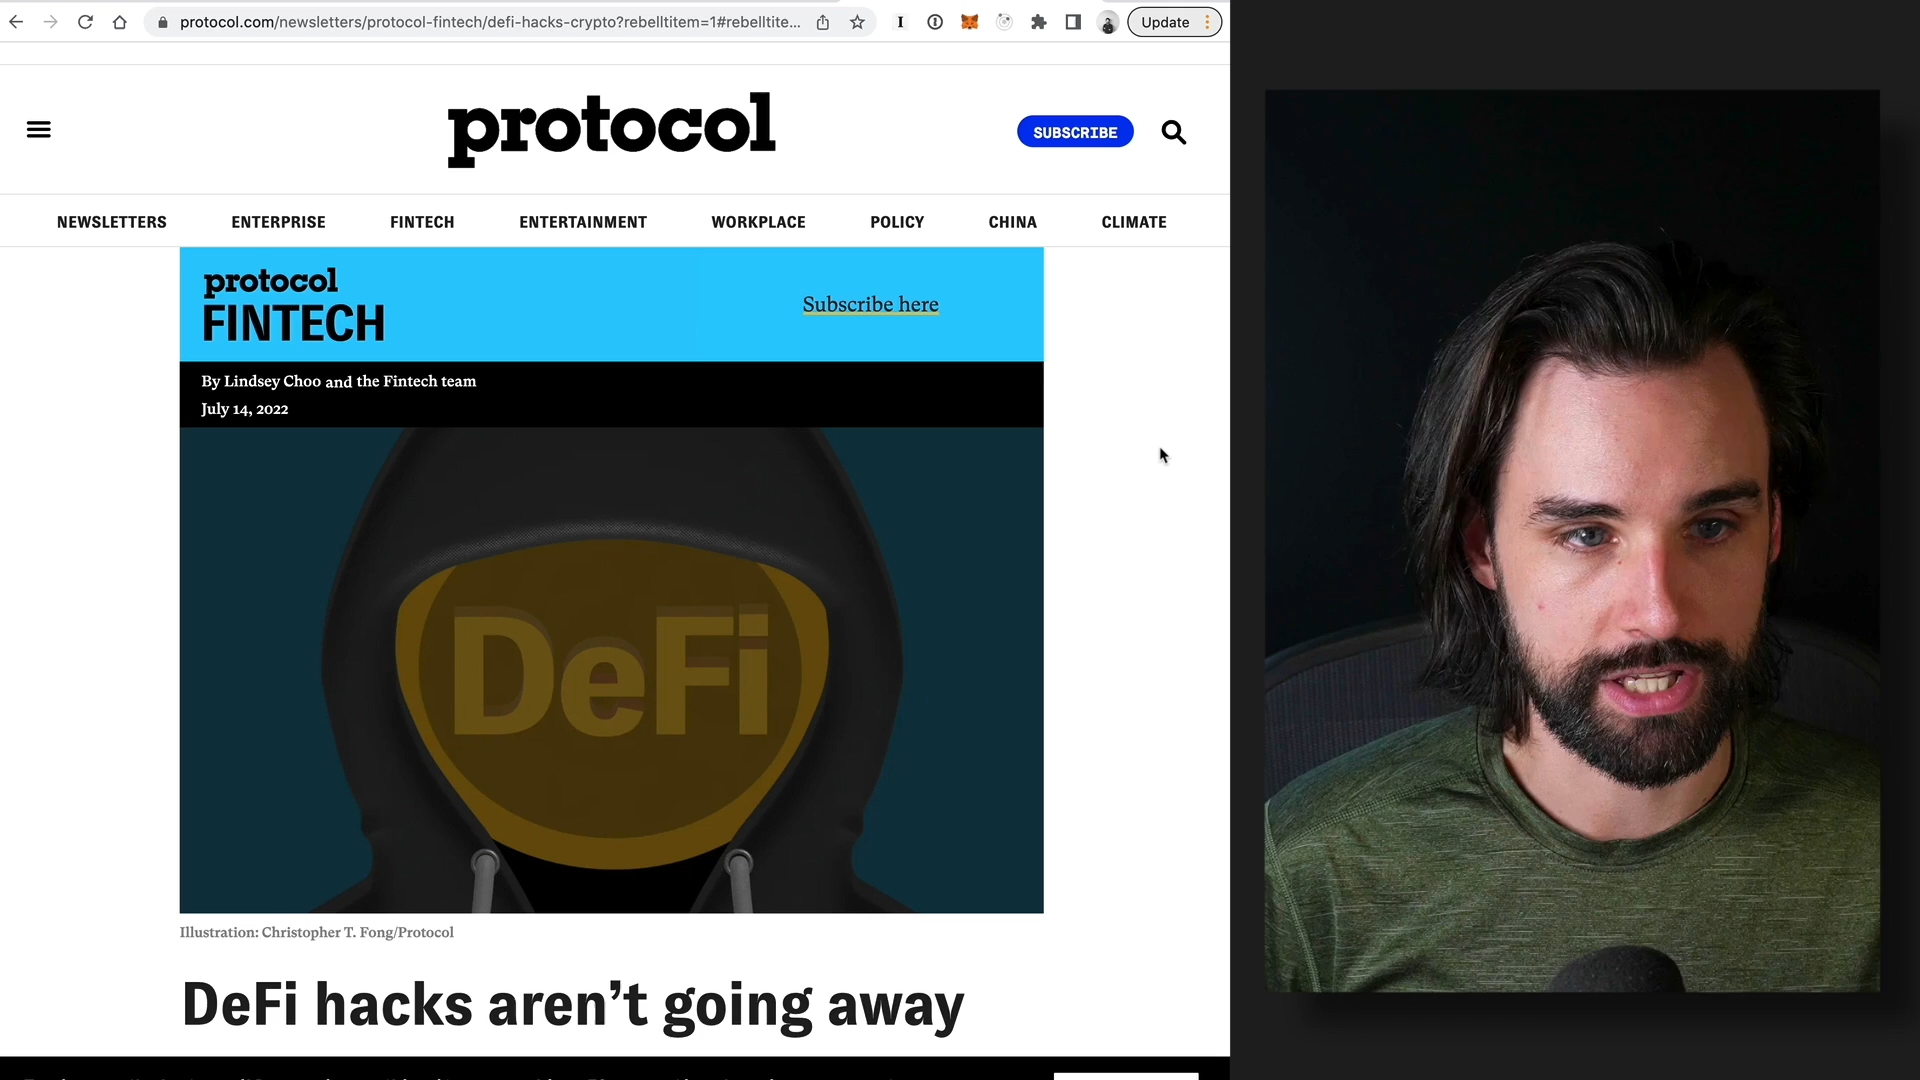 protocol.com/newsletters/protocol-fintech/defi-hacks-crypto?rebelltitem=1#rebelltite...
Update
protocol
SUBSCRIBE
NEWSLETTERS ENTERPRISE FINTECH ENTERTAINMENT WORKPLACE POLICY CHINA CLIMATE
protocol
FINTECH
Subscribe here
By Lindsey Choo and the Fintech team
July 14, 2022
DeFi
Illustration: Christopher T. Fong/Protocol
DeFi hacks aren’t going away